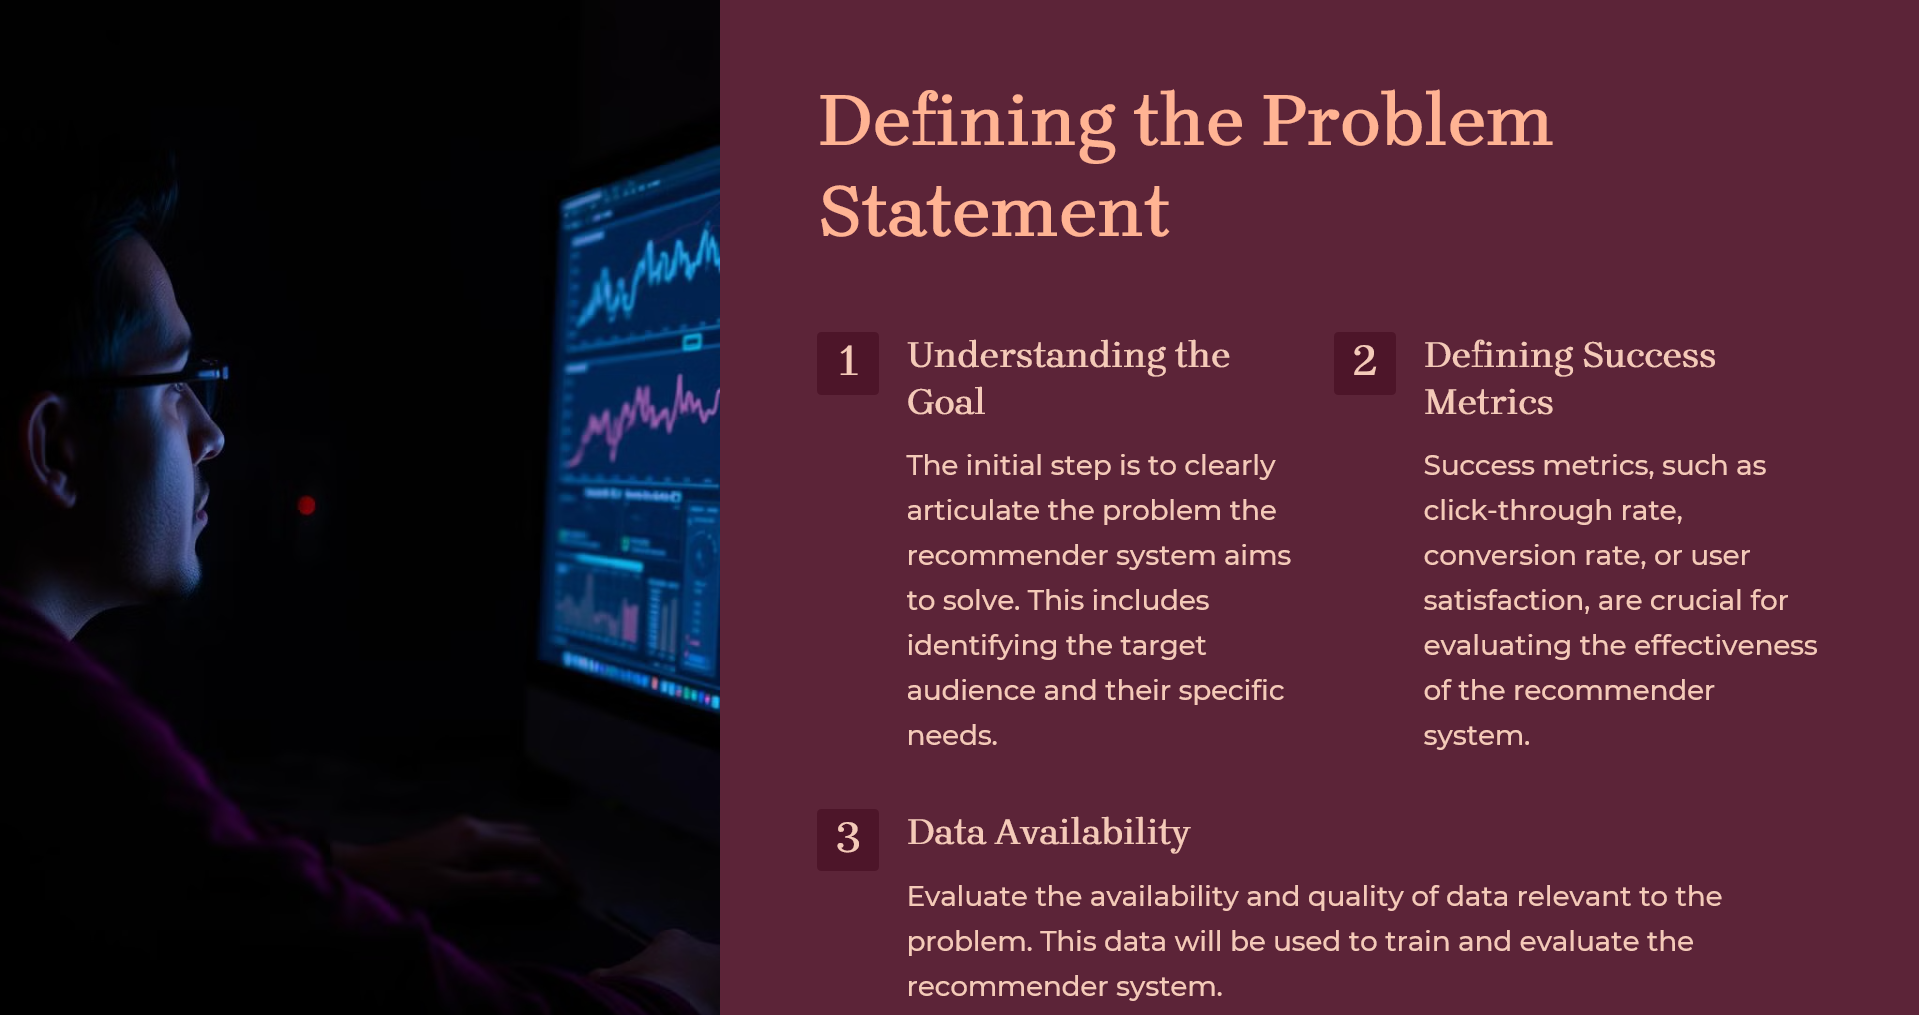 Defining the Problem
Statement
1
Understanding the
Goal
The initial step is to clearly
articulate the problem the
recommender system aims
to solve. This includes
identifying the target
audience and their specific
needs.
2
Defining Success
Metrics
Success metrics, such as
click-through rate,
conversion rate, or user
satisfaction, are crucial for
evaluating the effectiveness
of the recommender
system.
3
Data Availability
Evaluate the availability and quality of data relevant to the
problem. This data will be used to train and evaluate the
recommender system.